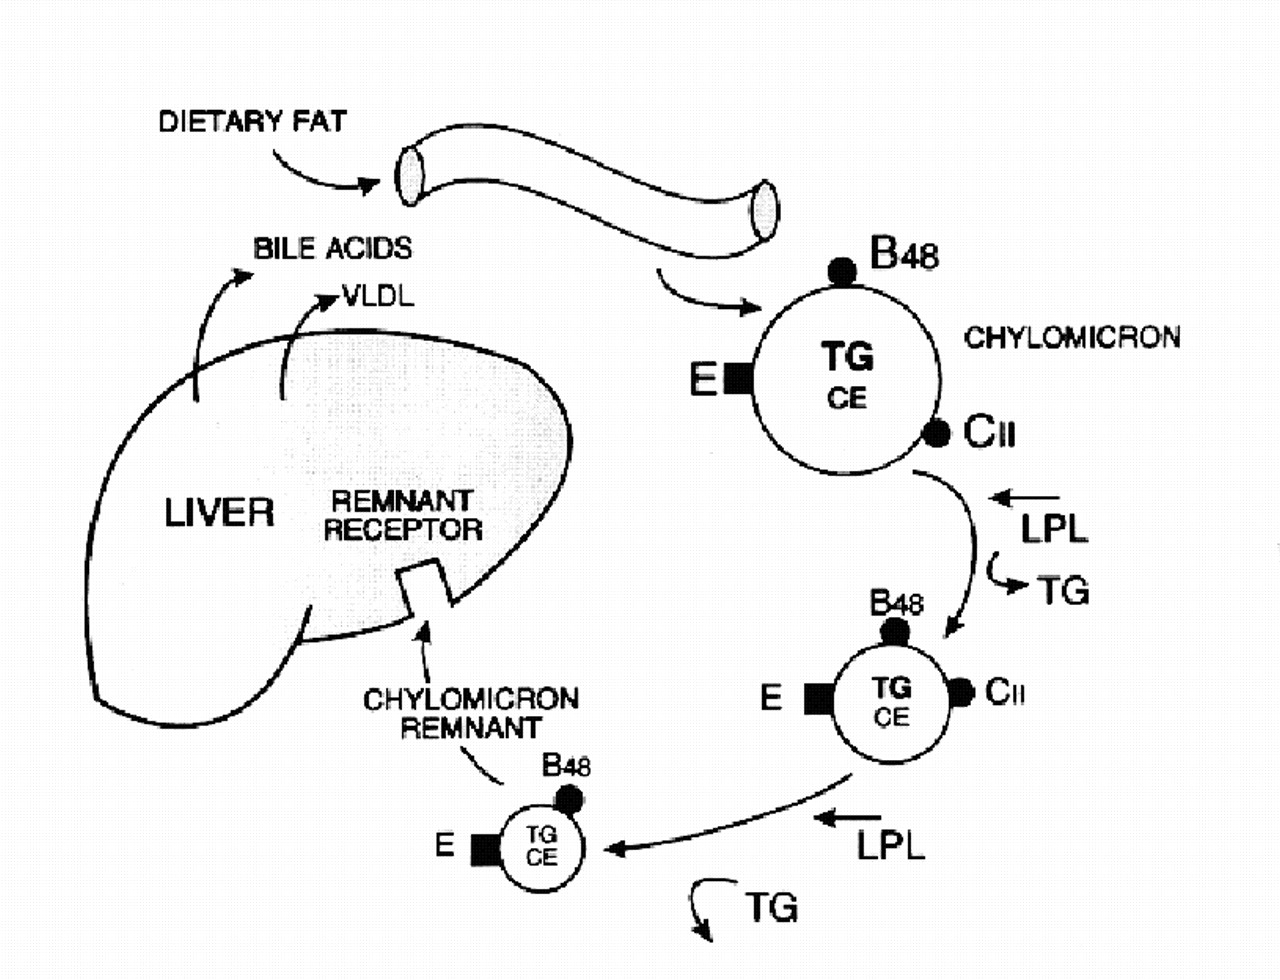 DIETARY FAT
BILE ACIDS
VLDL
B48
CHYLOMICRON
TG
CE
E
CII
LIVER
REMNANT
RECEPTOR
LPL
TG
B48
E
TG
CE
CII
CHYLOMICRON
REMNANT
B48
E
TG
CE
LPL
TG